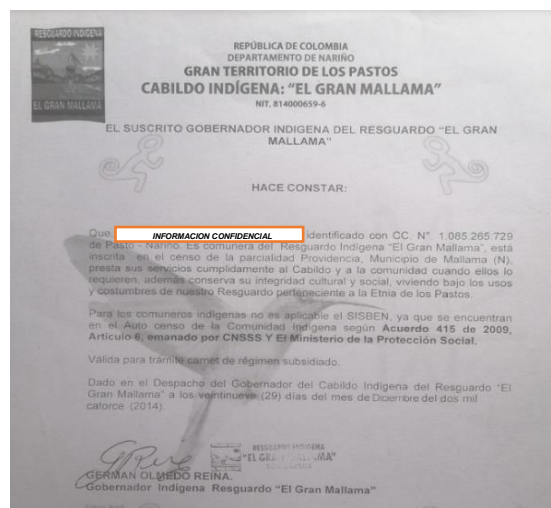 RESGUARDO INDIGENA
EL GRAN MALLAMA
REPÚBLICA DE COLOMBIA
DEPARTAMENTO DE NARIÑO
GRAN TERRITORIO DE LOS PASTOS
CABILDO INDÍGENA: "EL GRAN MALLAMA"
NIT. 814000659-6
EL SUSCRITO GOBERNADOR INDIGENA DEL RESGUARDO "EL GRAN
MALLAMA"
HACE CONSTAR:
Que INFORMACION CONFIDENCIAL identificado con CC. N° 1.085.265.729
de Pasto - Nariño. Es comunera del Resguardo Indígena "El Gran Mallama", está
inscrita en el censo de la parcialidad Providencia, Municipio de Mallama (N),
presta sus servicios cumplidamente al Cabildo y a la comunidad cuando ellos lo
requieren, además conserva su integridad cultural y social, viviendo bajo los usos
y costumbres de nuestro Resguardo perteneciente a la Etnia de los Pastos.
Para los comuneros indígenas no es aplicable el SISBEN, ya que se encuentran
en el Auto censo de la Comunidad Indígena según Acuerdo 415 de 2009,
Artículo 6, emanado por CNSSS Y El Ministerio de la Protección Social.
Válida para trámite carnet de régimen subsidiado.
Dado en el Despacho del Gobernador del Cabildo Indígena del Resguardo "El
Gran Mallama" a los veintinueve (29) días del mes de Diciembre del dos mil
catorce (2014).
RESGUARDO INDIGENA
"EL GRAN MALLAMA"
GERMAN OLMEDO REINA.
Gobernador Indígena Resguardo "El Gran Mallama"